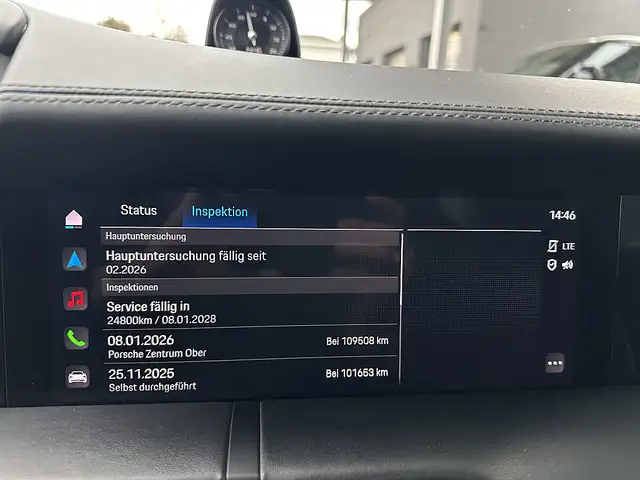 Status Inspektion
14:46
Hauptuntersuchung
LTE
Hauptuntersuchung fällig seit
02.2026
Inspektionen
Service fällig in
24800km / 08.01.2028
08.01.2026 Bei 109508 km
Porsche Zentrum Ober
25.11.2025 Bei 101653 km
Selbst durchgeführt